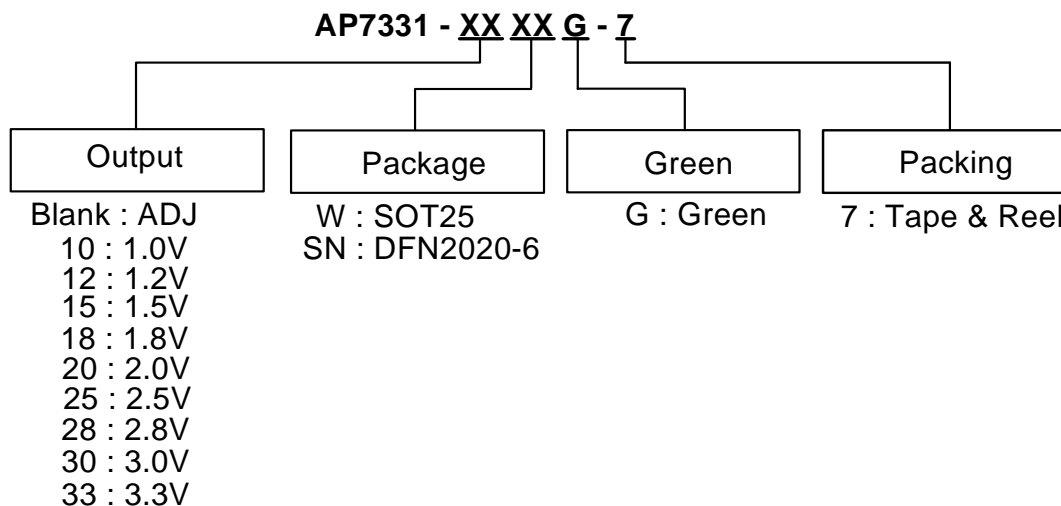 AP7331 - XX XX G - 7
Output
Package
Green
Packing
Blank : ADJ
10 : 1.0V
12 : 1.2V
15 : 1.5V
18 : 1.8V
20 : 2.0V
25 : 2.5V
28 : 2.8V
30 : 3.0V
33 : 3.3V
W : SOT25
SN : DFN2020-6
G : Green
7 : Tape & Reel